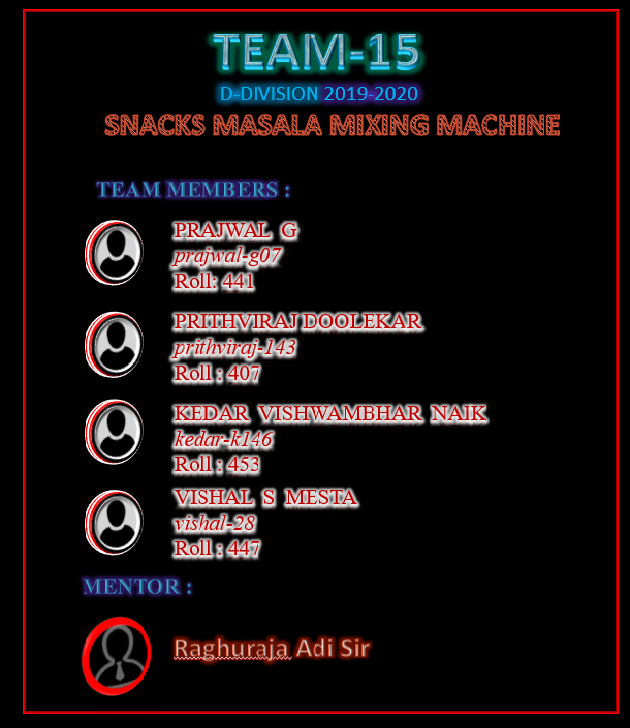 TEAM-15
D-DIVISION 2019-2020
SNACKS MASALA MIXING MACHINE
TEAM MEMBERS :
PRAJWAL G
prajwal-g07
Roll: 441
PRITHVIRAJ DOOLEKAR
prithviraj-143
Roll : 407
KEDAR VISHWAMBHAR NAIK
kedar-k146
Roll : 453
VISHAL S MESTA
vishal-28
Roll : 447
MENTOR :
Raghuraja Adi Sir